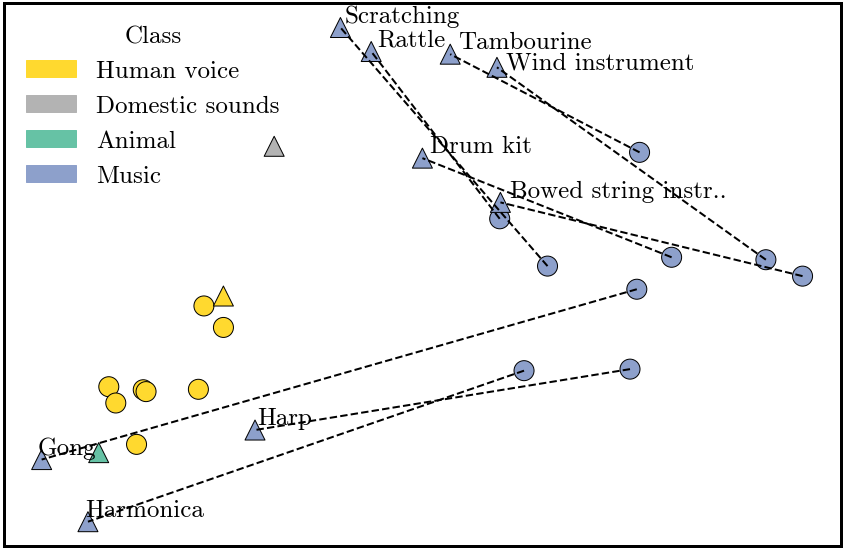 Scratching
Class
Rattle
Tambourine
Human voice
Wind instrument
Domestic sounds
Animal
Drum kit
Music
Bowed string instr..
Harp
Gong
Harmonica